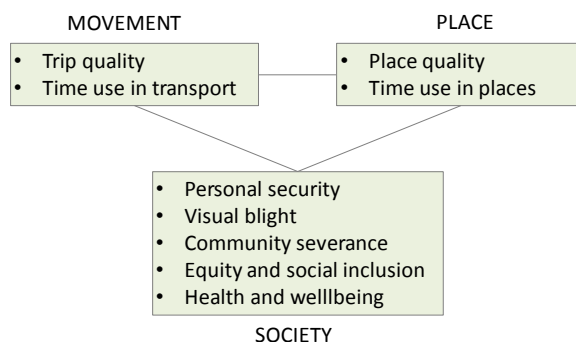 MOVEMENT
• Trip quality
• Time use in transport
PLACE
• Place quality
• Time use in places
• Personal security
• Visual blight
• Community severance
• Equity and social inclusion
• Health and welllbeing
SOCIETY